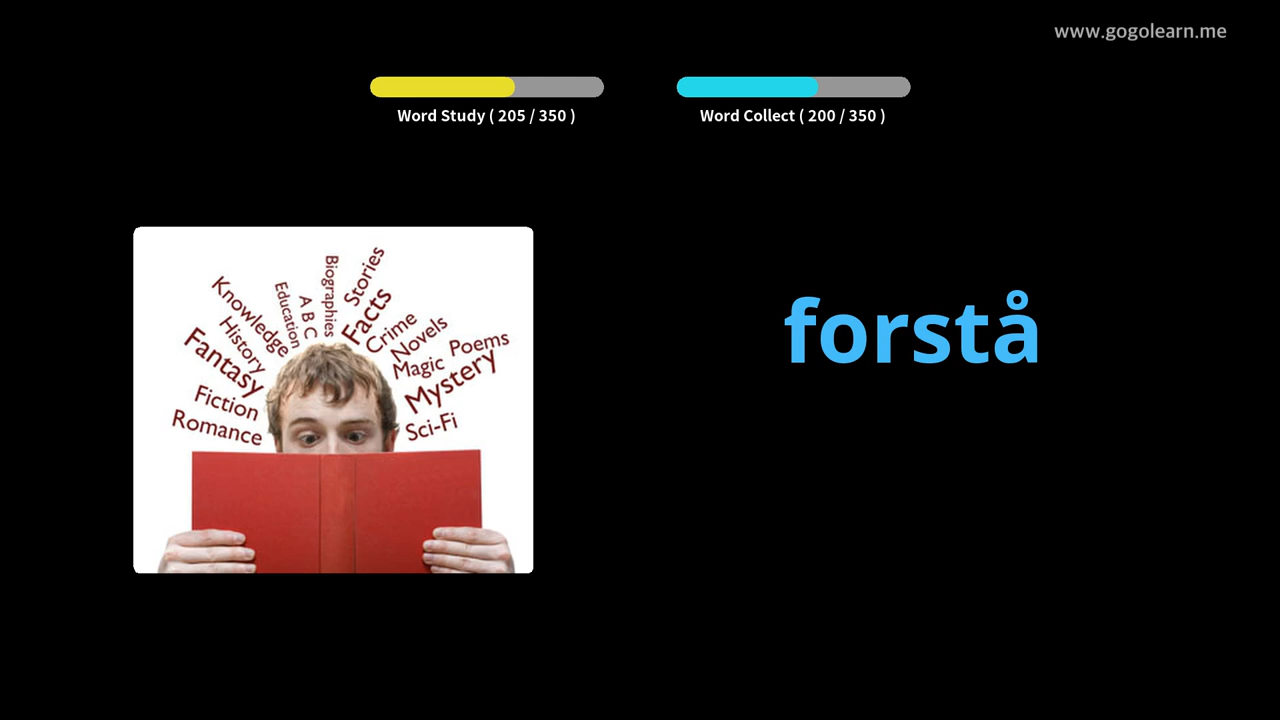 www.gogolearn.me
Word Study ( 205 / 350 )
Word Collect ( 200 / 350 )
forstå
Romance
Fiction
Fantasy
History
Knowledge
Education
A B C
Biographies
Stories
Facts
Crime
Novels
Magic
Poems
Mystery
Sci-Fi